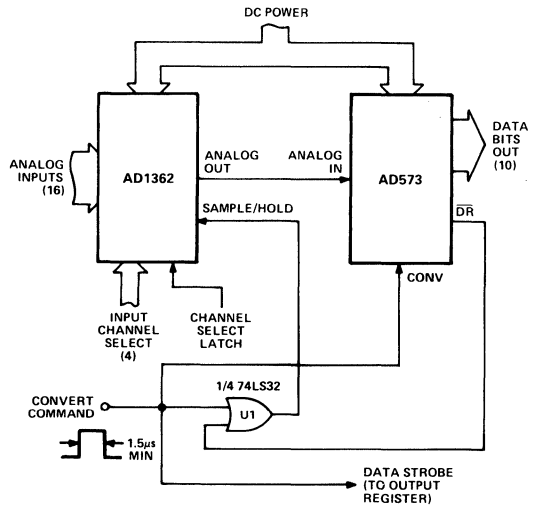 DC POWER
ANALOG
INPUTS
(16)
AD1362
ANALOG
OUT
ANALOG
IN
AD573
DATA
BITS
OUT
(10)
SAMPLE/HOLD
DR
CONV
INPUT
CHANNEL
SELECT
(4)
CHANNEL
SELECT
LATCH
1/4 74LS32
CONVERT
COMMAND
U1
1.5μs
MIN
DATA STROBE
(TO OUTPUT
REGISTER)